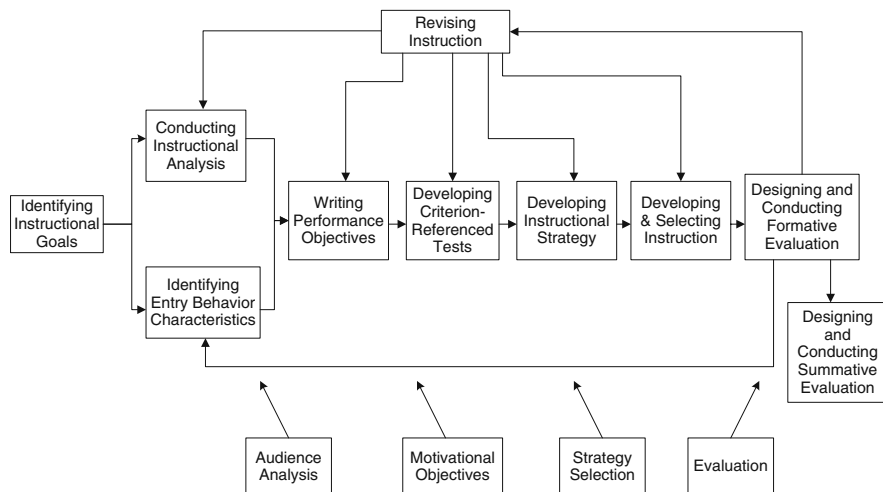 Revising
Instruction
Conducting
Instructional
Analysis
Identifying
Instructional
Goals
Writing
Performance
Objectives
Developing
Criterion-
Referenced
Tests
Developing
Instructional
Strategy
Developing
& Selecting
Instruction
Designing and
Conducting
Formative
Evaluation
Identifying
Entry Behavior
Characteristics
Designing
and
Conducting
Summative
Evaluation
Audience
Analysis
Motivational
Objectives
Strategy
Selection
Evaluation